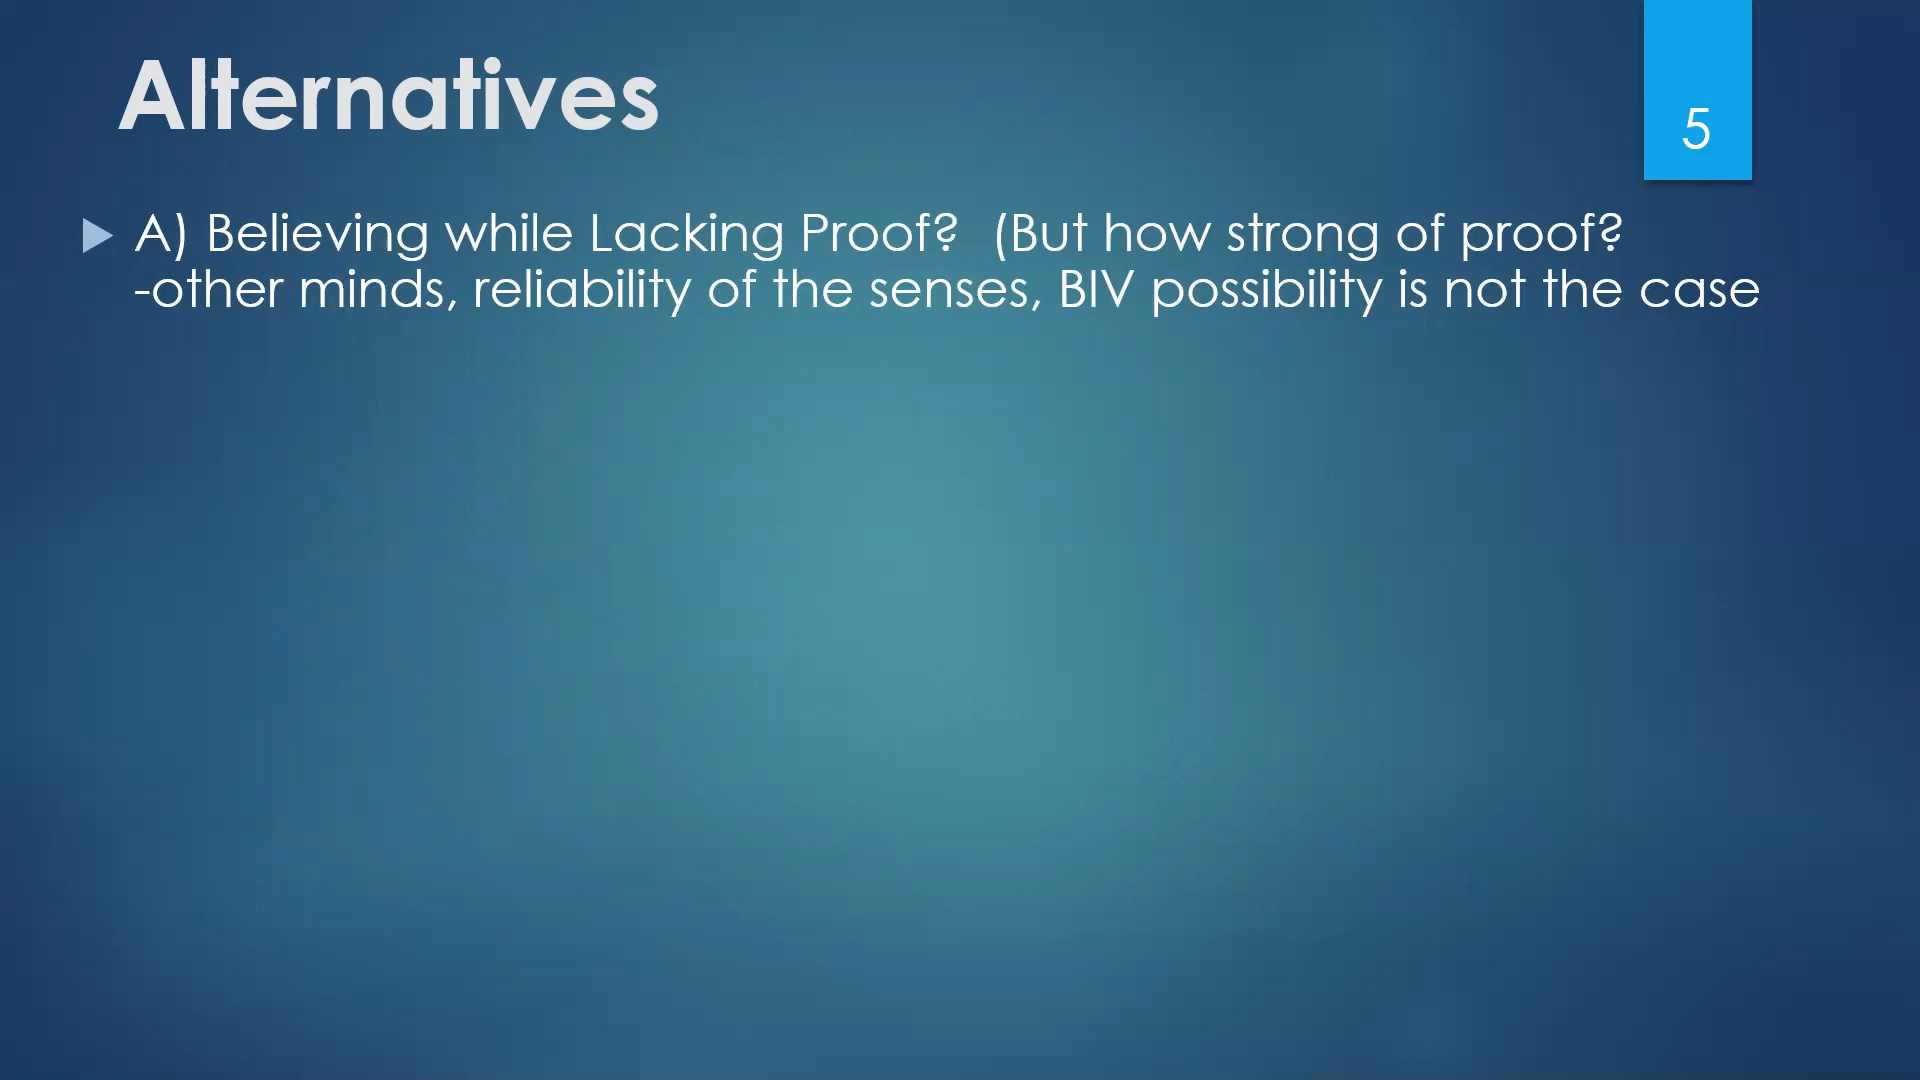 Alternatives
5
A) Believing while Lacking Proof?  (But how strong of proof?
-other minds, reliability of the senses, BIV possibility is not the case